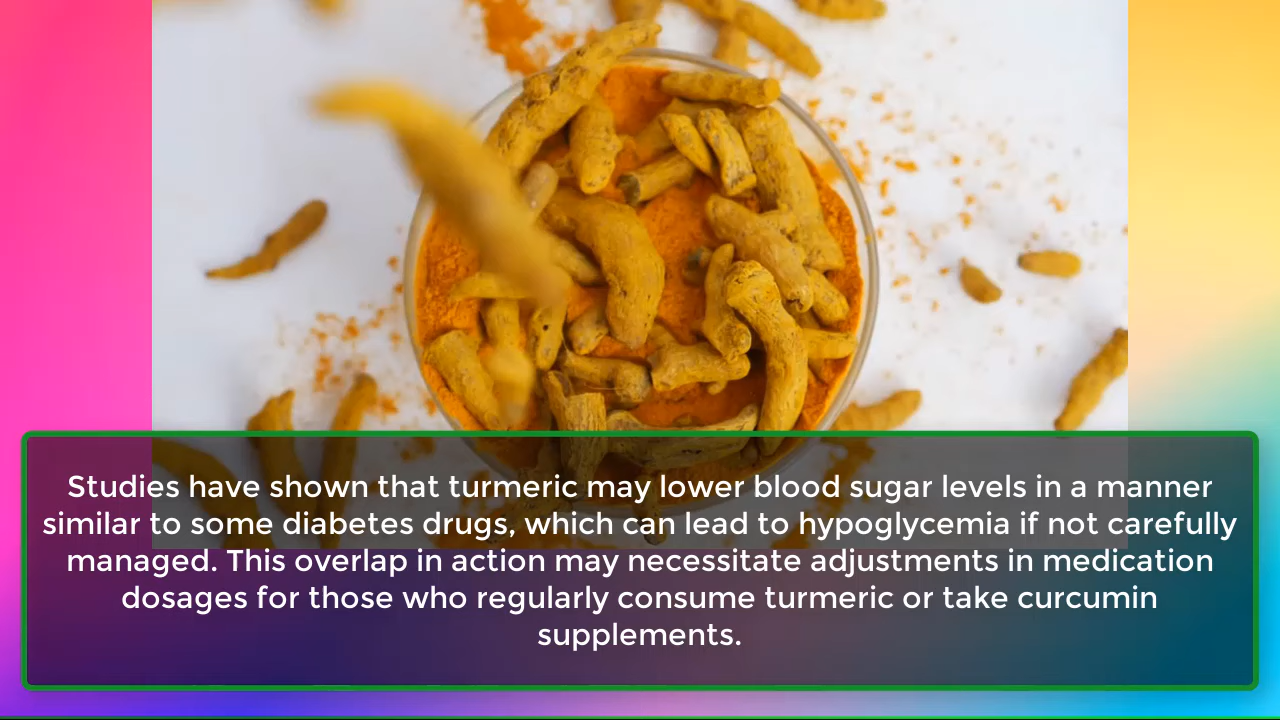 Studies have shown that turmeric may lower blood sugar levels in a manner
similar to some diabetes drugs, which can lead to hypoglycemia if not carefully
managed. This overlap in action may necessitate adjustments in medication
dosages for those who regularly consume turmeric or take curcumin
supplements.